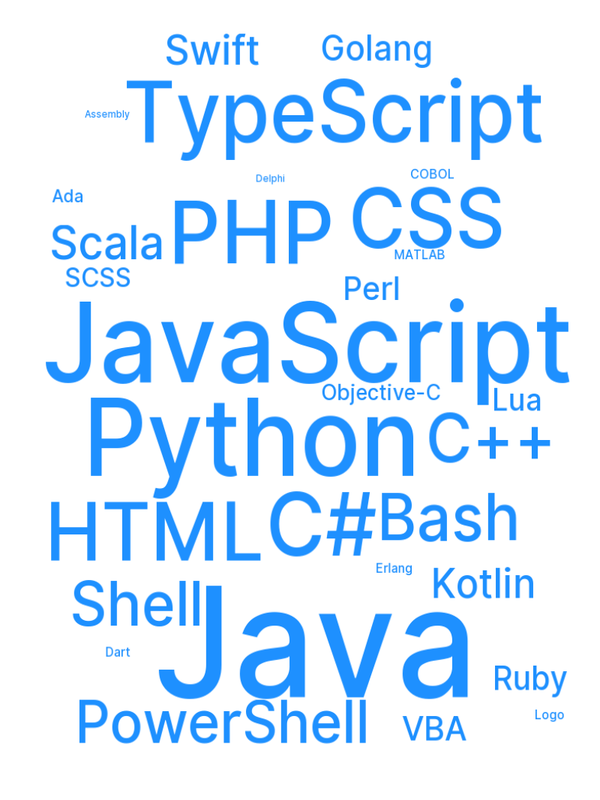 Swift
Golang
TypeScript
Assembly
COBOL
Delphi
Ada
CSS
PHP
Scala
MATLAB
SCSS
Perl
JavaScript
Objective-C
Lua
Python
C++
HTML
C#
Bash
Erlang
Kotlin
Shell
Java
Dart
Ruby
Logo
PowerShell
VBA